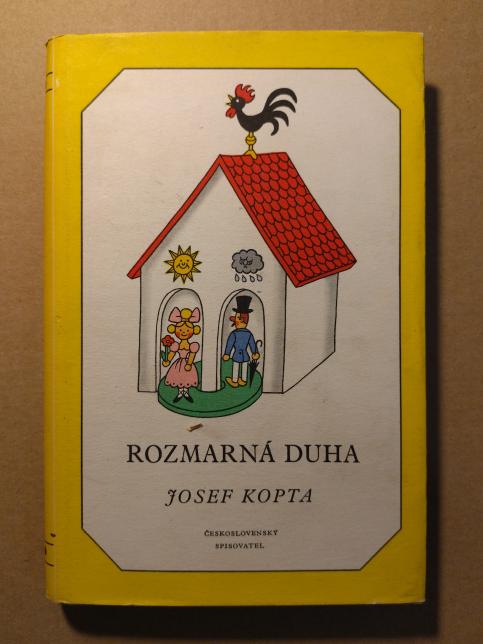 ROZMARNÁ DUHA
JOSEF KOPTA
ČESKOSLOVENSKÝ
SPISOVATEL